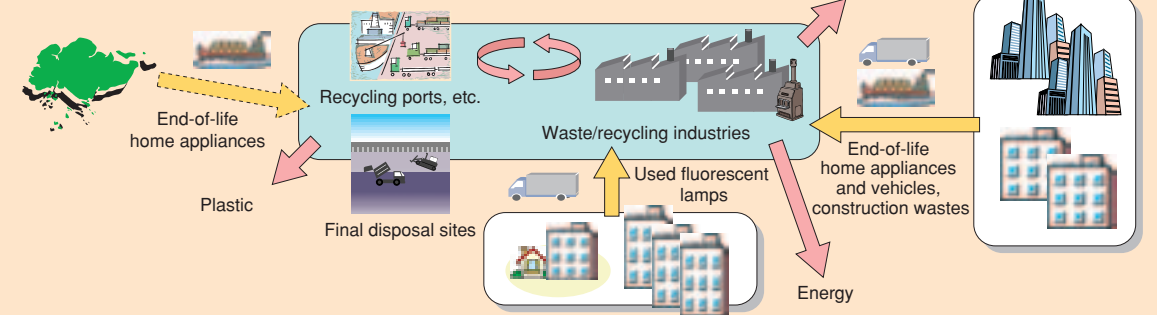 Recycling ports, etc.
End-of-life
home appliances
Waste/recycling industries
End-of-life
home appliances
and vehicles,
construction wastes
Used fluorescent
lamps
Plastic
Final disposal sites
Energy